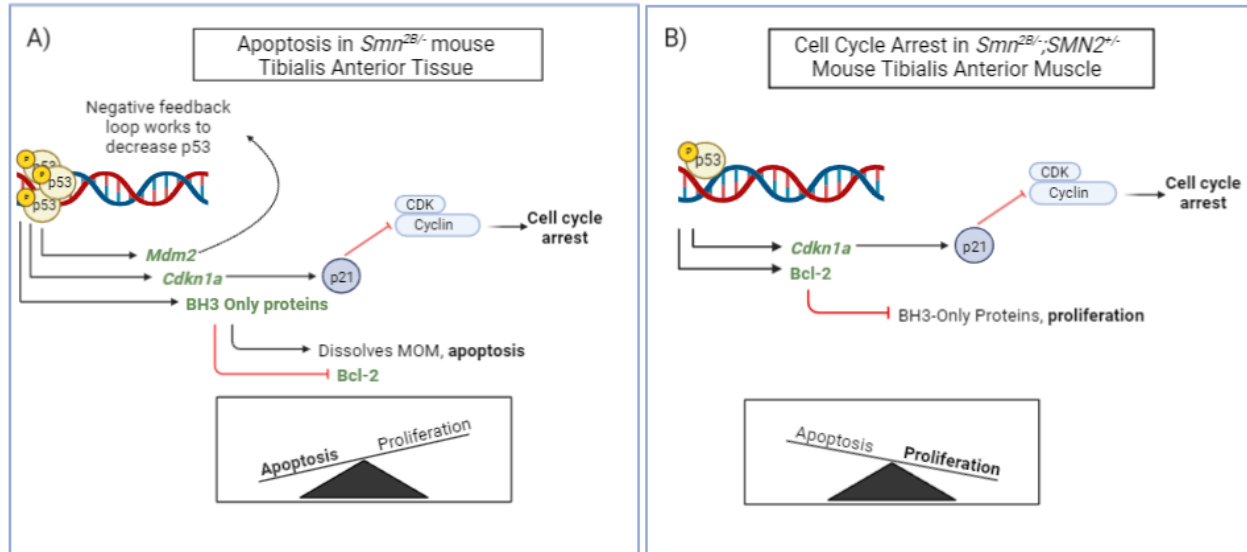 A)
Apoptosis in Smn2B/- mouse
Tibialis Anterior Tissue
Negative feedback
loop works to
decrease p53
P
p53
P
p53
P
p53
CDK
Cyclin
Cell cycle
arrest
Mdm2
Cdkn1a
p21
BH3 Only proteins
Dissolves MOM, apoptosis
Bcl-2
Apoptosis
Proliferation
B)
Cell Cycle Arrest in Smn2B/-;SMN2+/-
Mouse Tibialis Anterior Muscle
P
p53
CDK
Cyclin
Cell cycle
arrest
Cdkn1a
p21
Bcl-2
BH3-Only Proteins, proliferation
Apoptosis
Proliferation